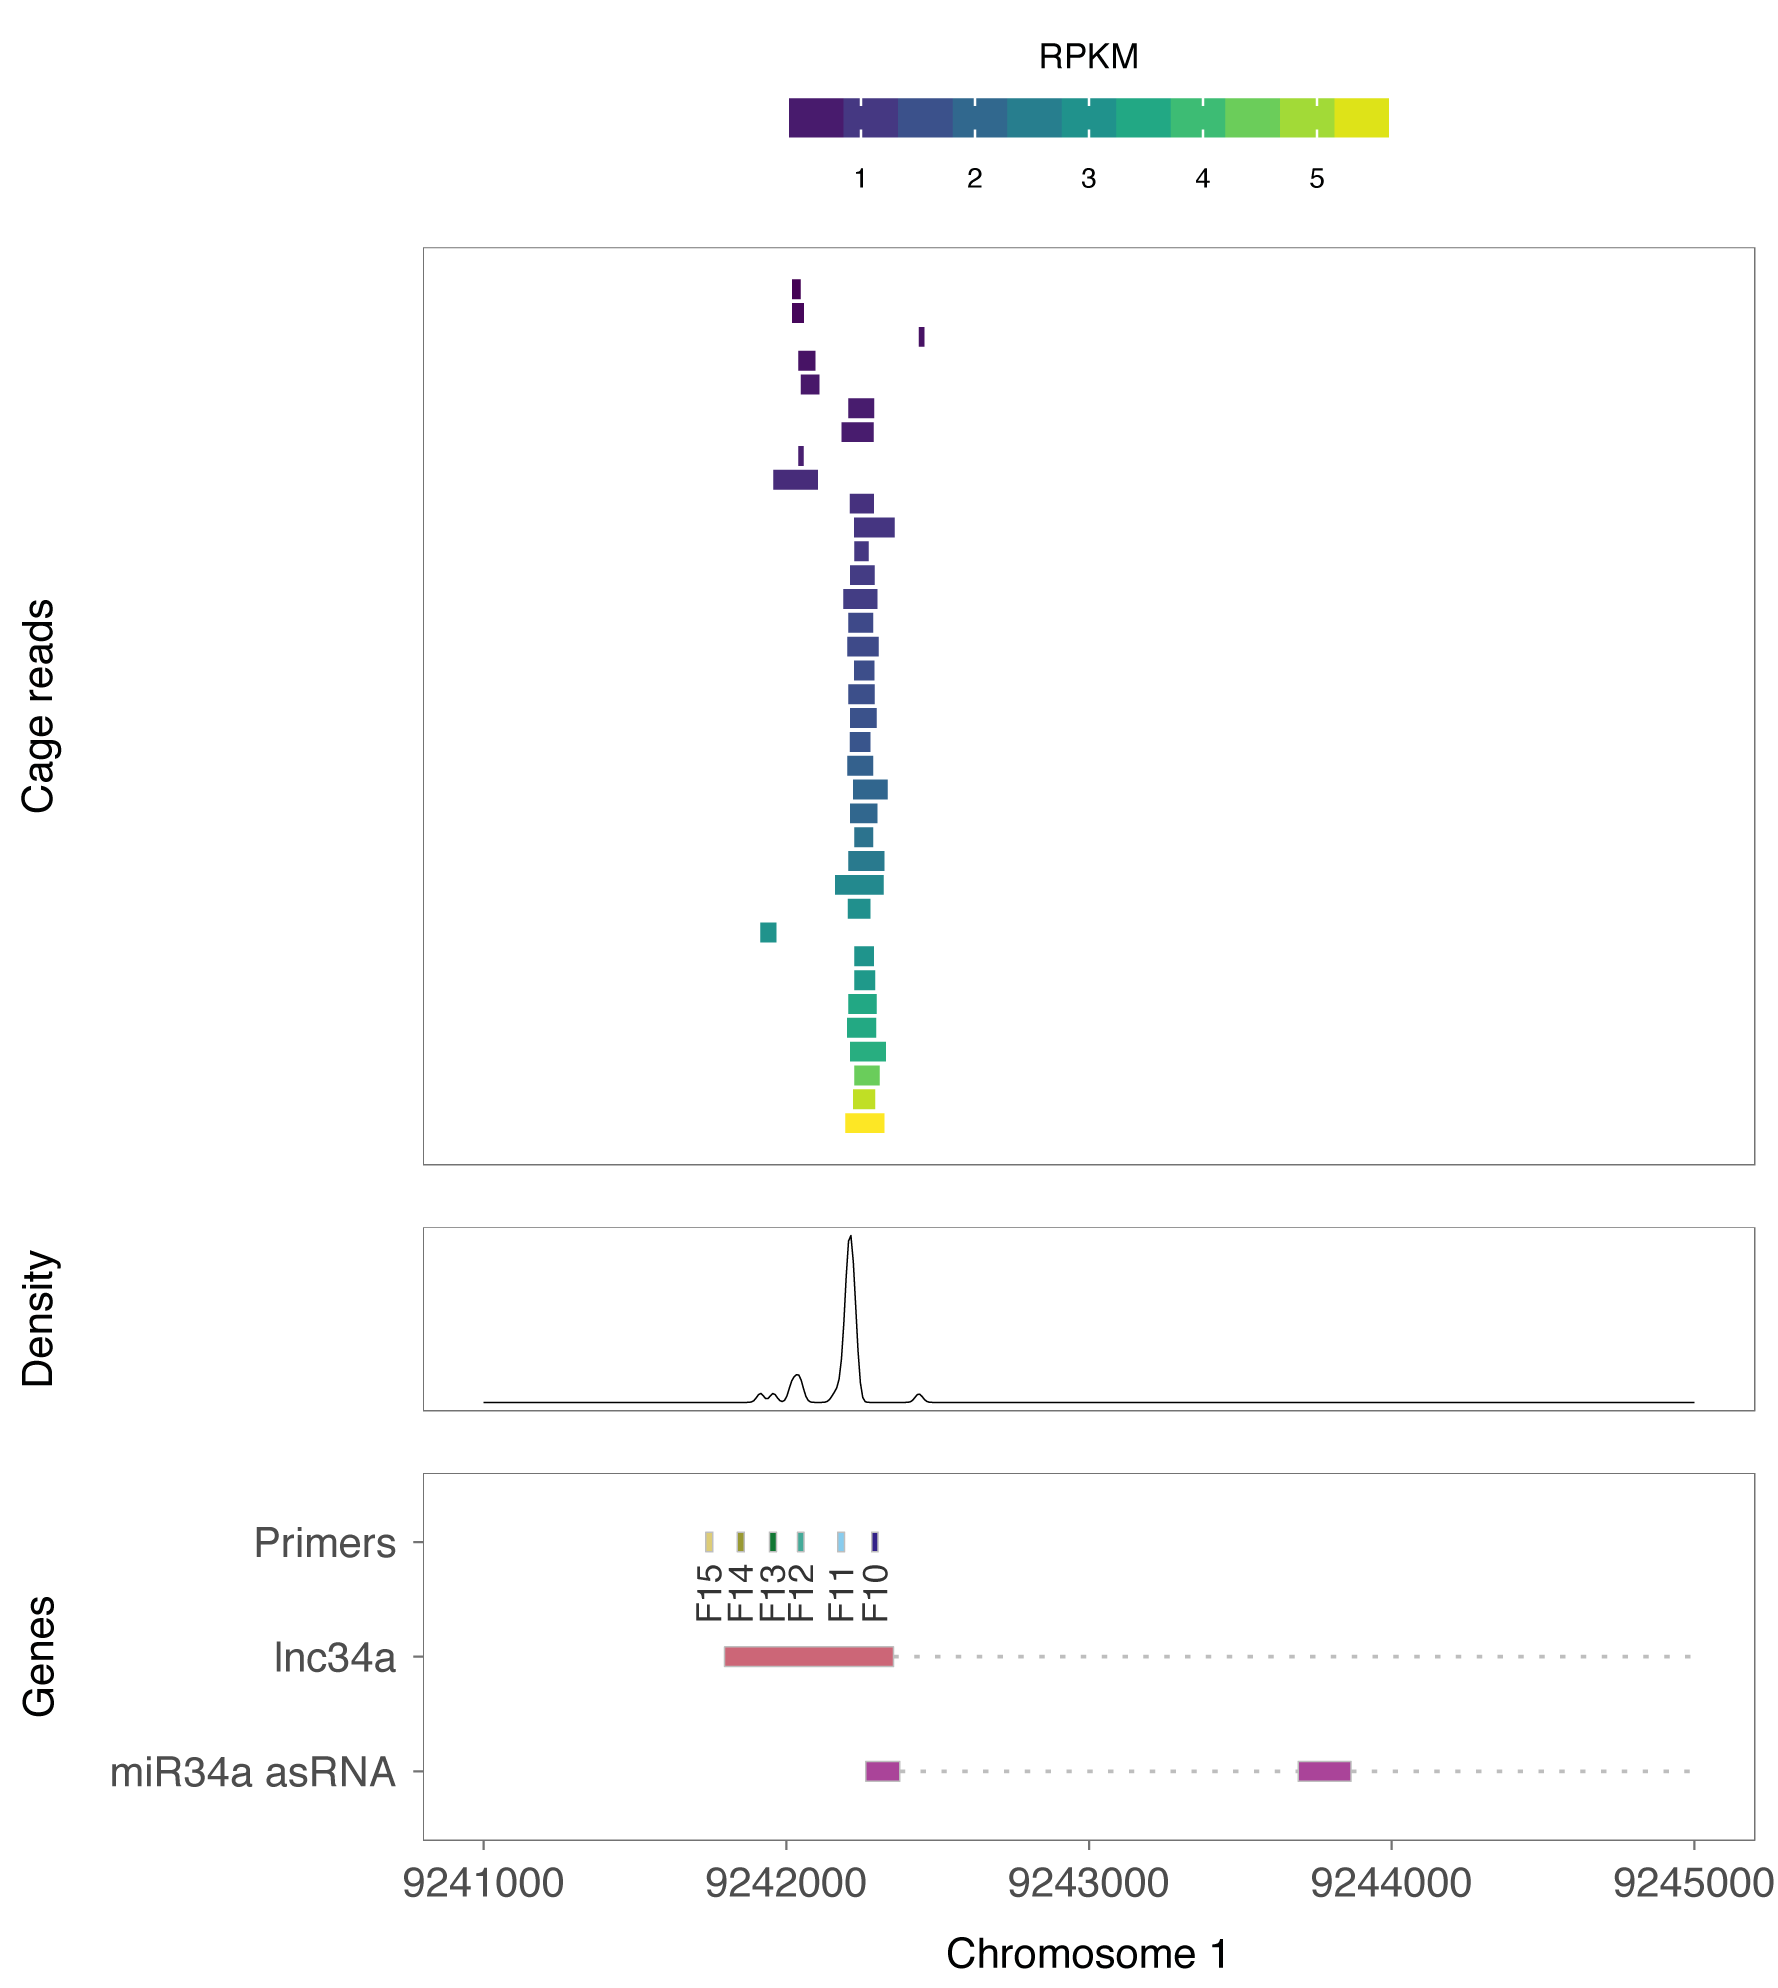 RPKM
1 2 3 4 5
Cage reads
Density
Genes
Primers
F15 F14 F13 F12 F11 F10
lnc34a
miR34a asRNA
9241000 9242000 9243000 9244000 9245000
Chromosome 1